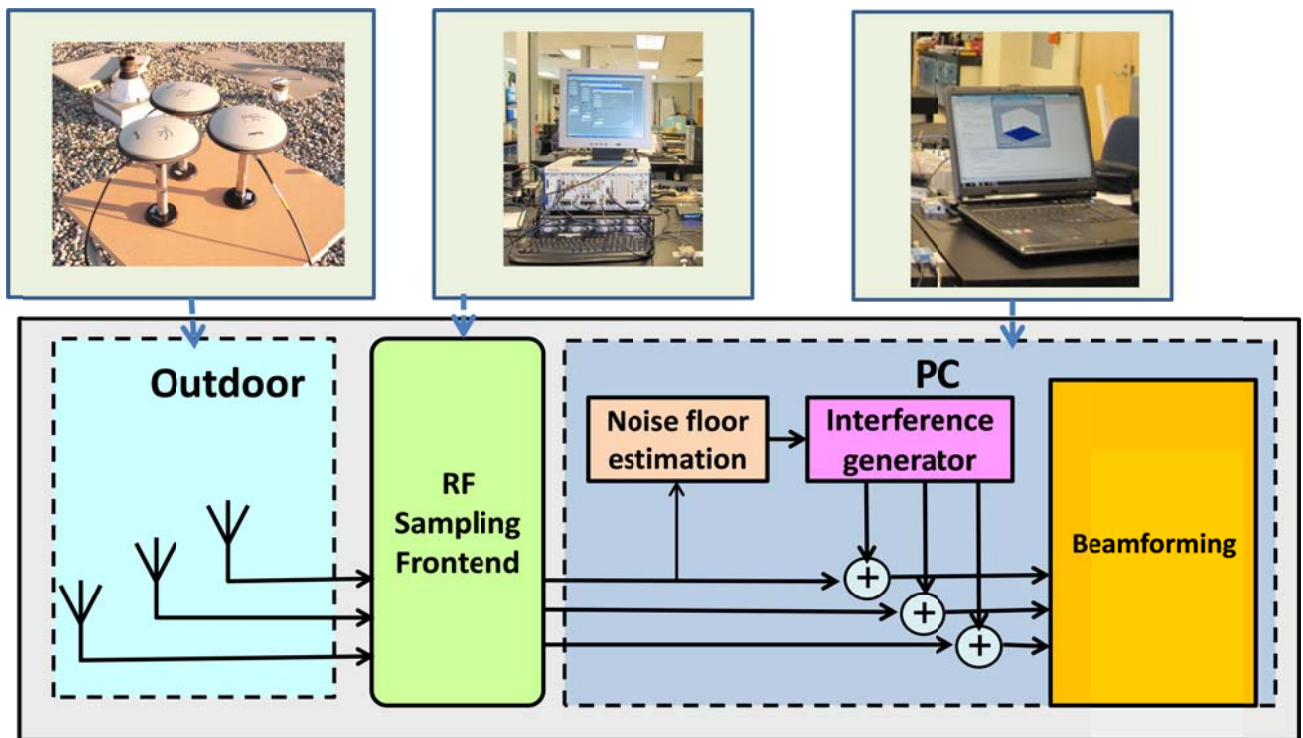 Outdoor
RF
Sampling
Frontend
PC
Noise floor
estimation
Interference
generator
+
+
+
Beamforming